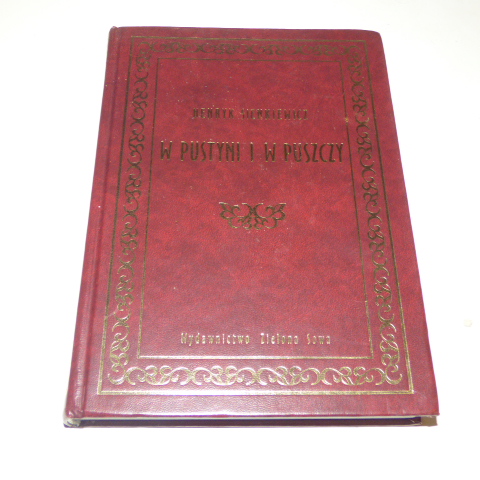 HENRYK SIENKIEWICZ
W PUSTYNI I W PUSZCZY
Wydawnictwo Zielona Sowa